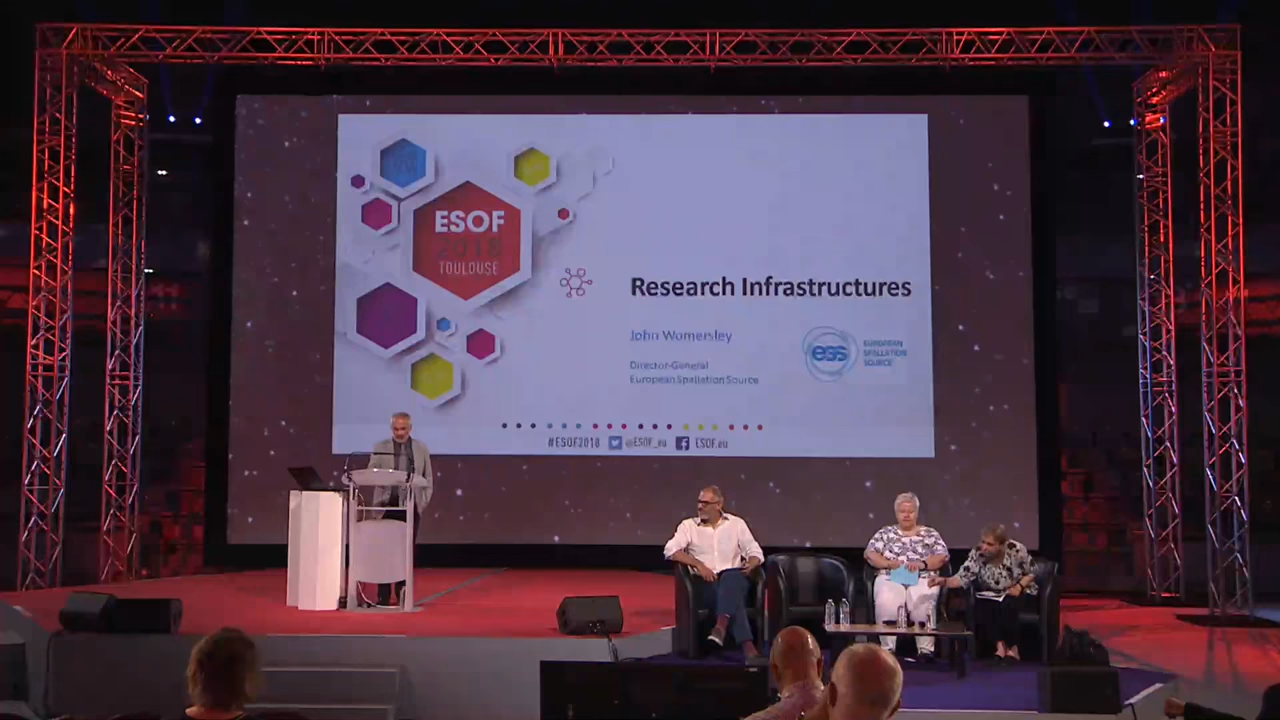 ESOF
2018
TOULOUSE
Research Infrastructures
John Womersley
Director-General
European Spallation Source
ess
EUROPEAN
SPALLATION
SOURCE
#ESOF2018 @ESOF_eu ESOF.eu